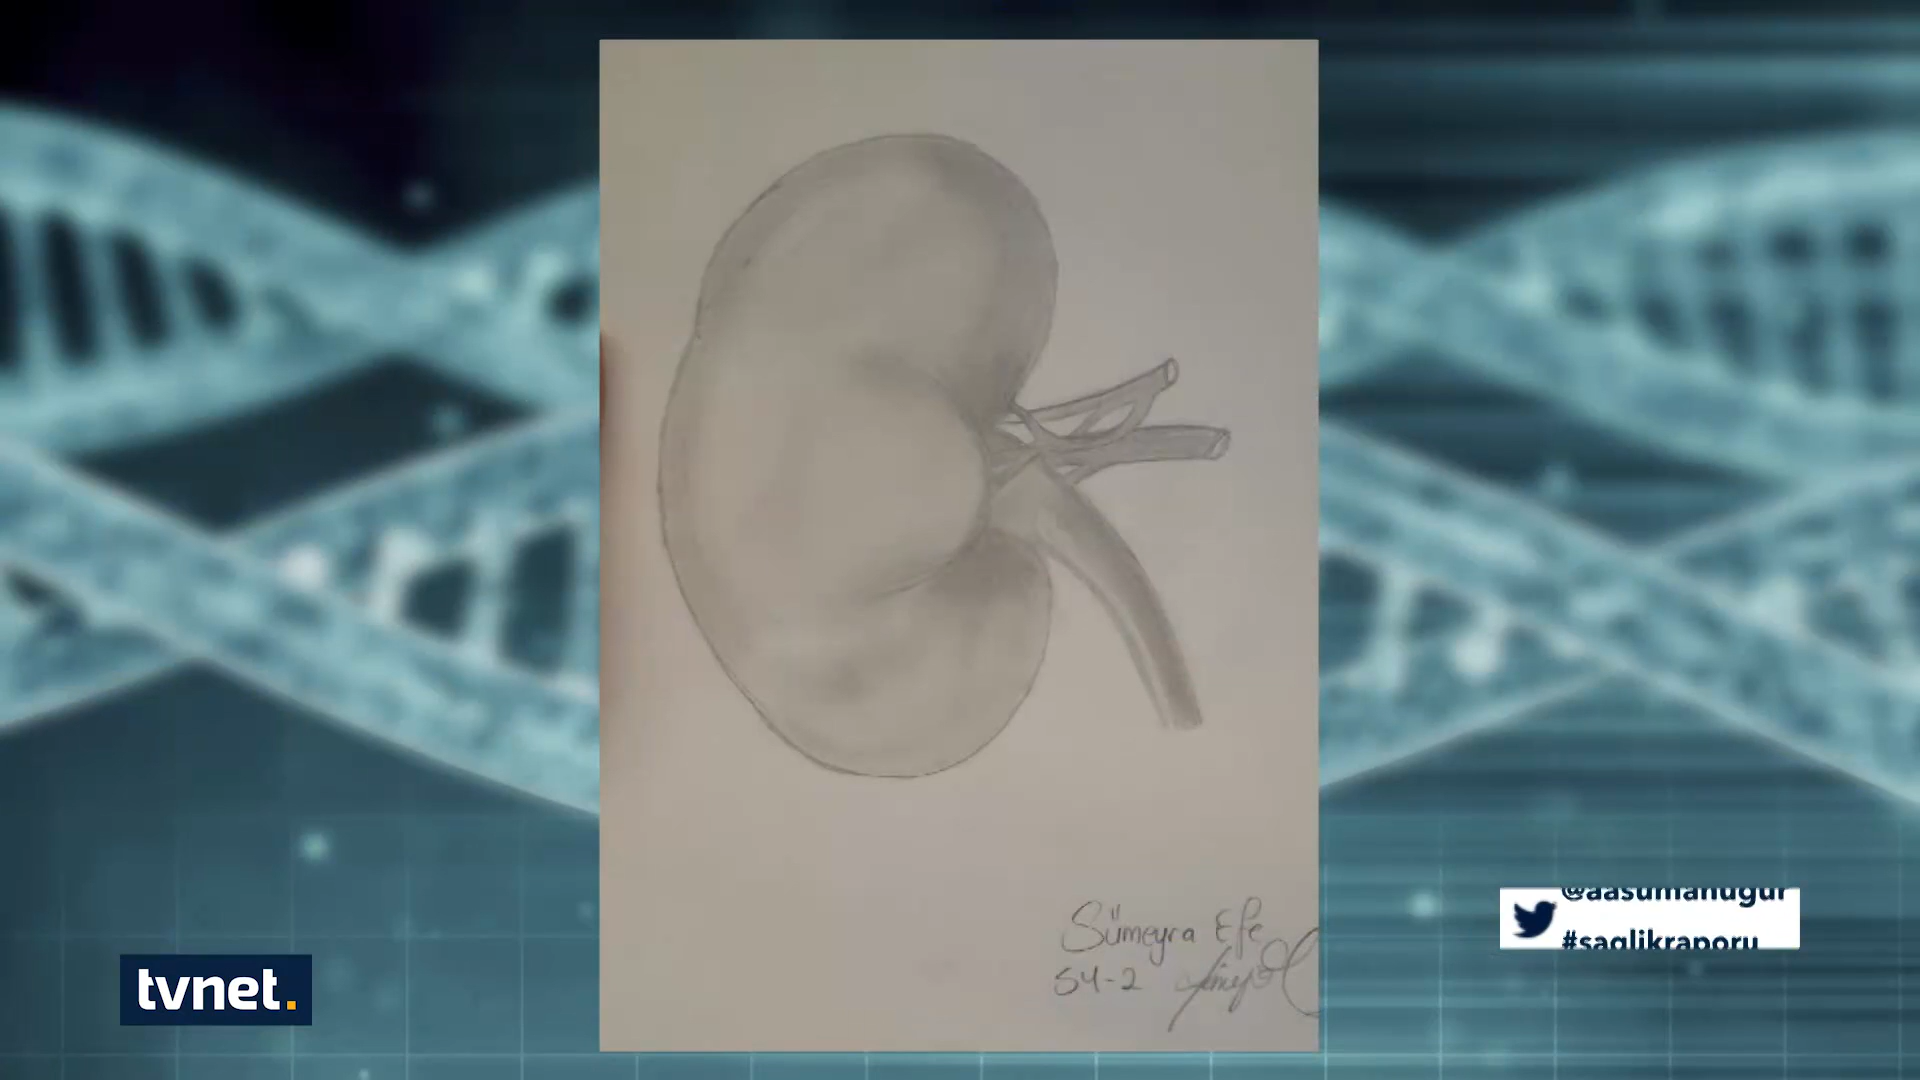 Sümeyra Efe
54-2
tvnet.
@aasumanugur
#saglikraporu